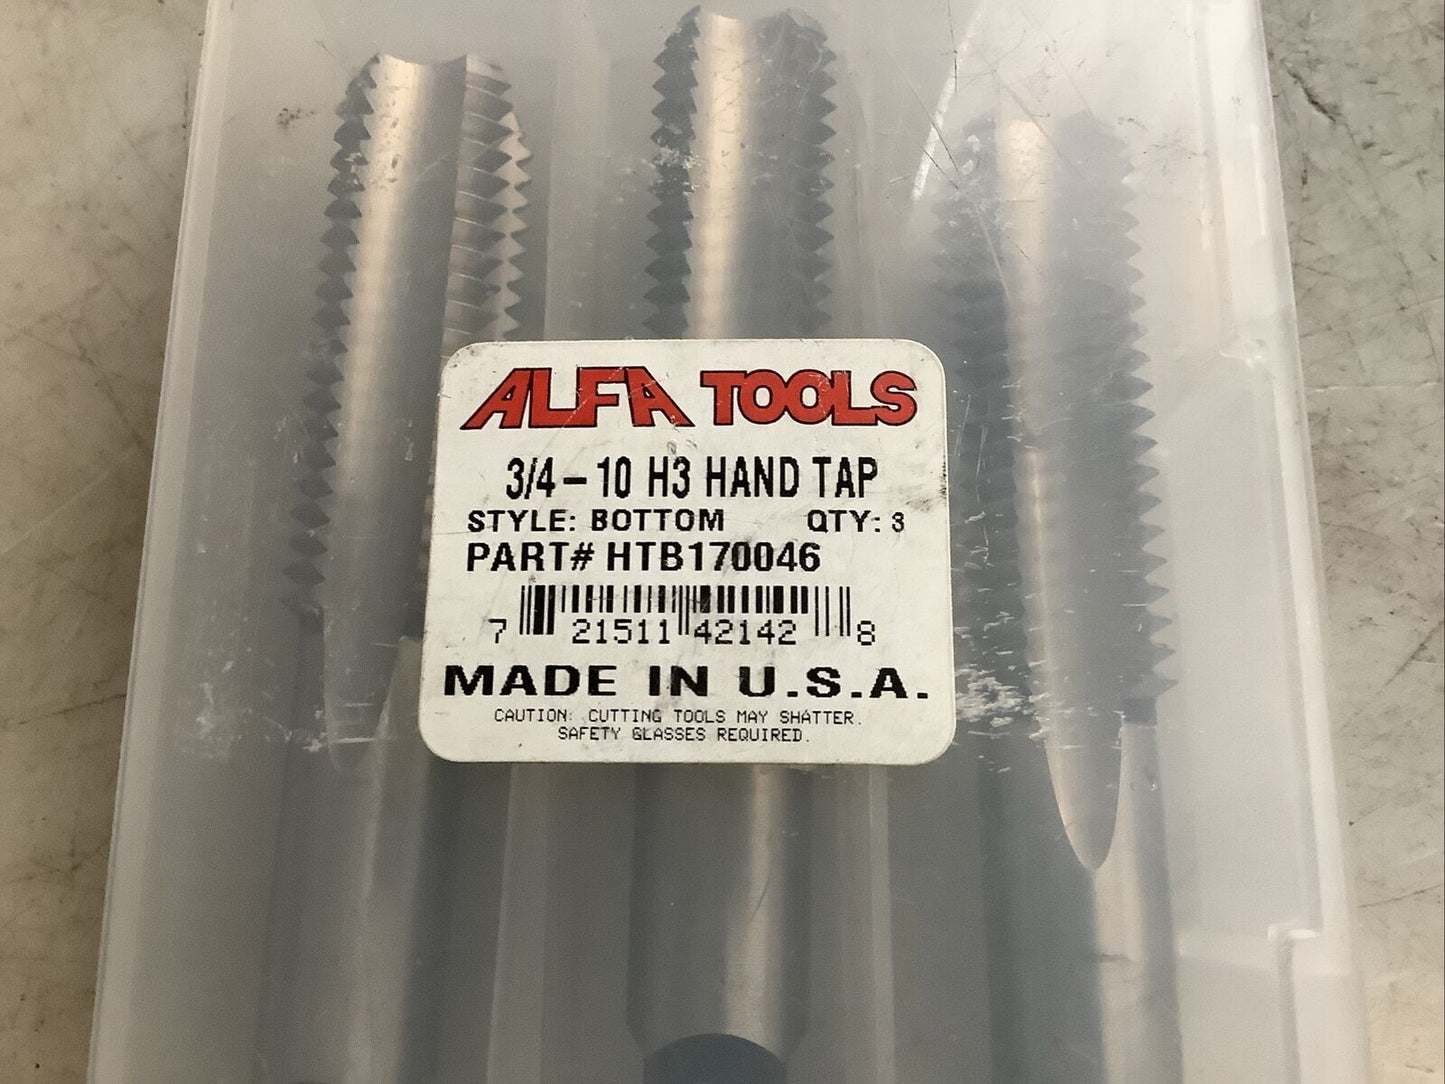 ALFA TOOLS
3/4 – 10 H3 HAND TAP
STYLE: BOTTOM QTY: 3
PART# HTB170046
7 21511 42142 8
MADE IN U.S.A.
CAUTION: CUTTING TOOLS MAY SHATTER.
SAFETY GLASSES REQUIRED.